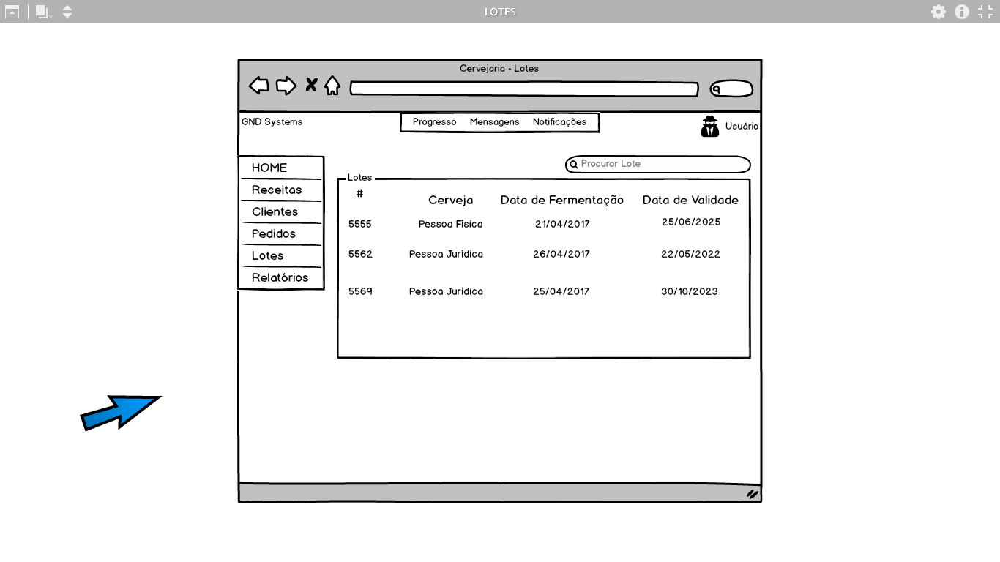 LOTES
Cervejaria - Lotes
GND Systems
Progresso Mensagens Notificações
Usuário
HOME
Receitas
Clientes
Pedidos
Lotes
Relatórios
Procurar Lote
Lotes
# Cerveja Data de Fermentação Data de Validade
5555 Pessoa Física 21/04/2017 25/06/2025
5562 Pessoa Jurídica 26/04/2017 22/05/2022
5569 Pessoa Jurídica 25/04/2017 30/10/2023